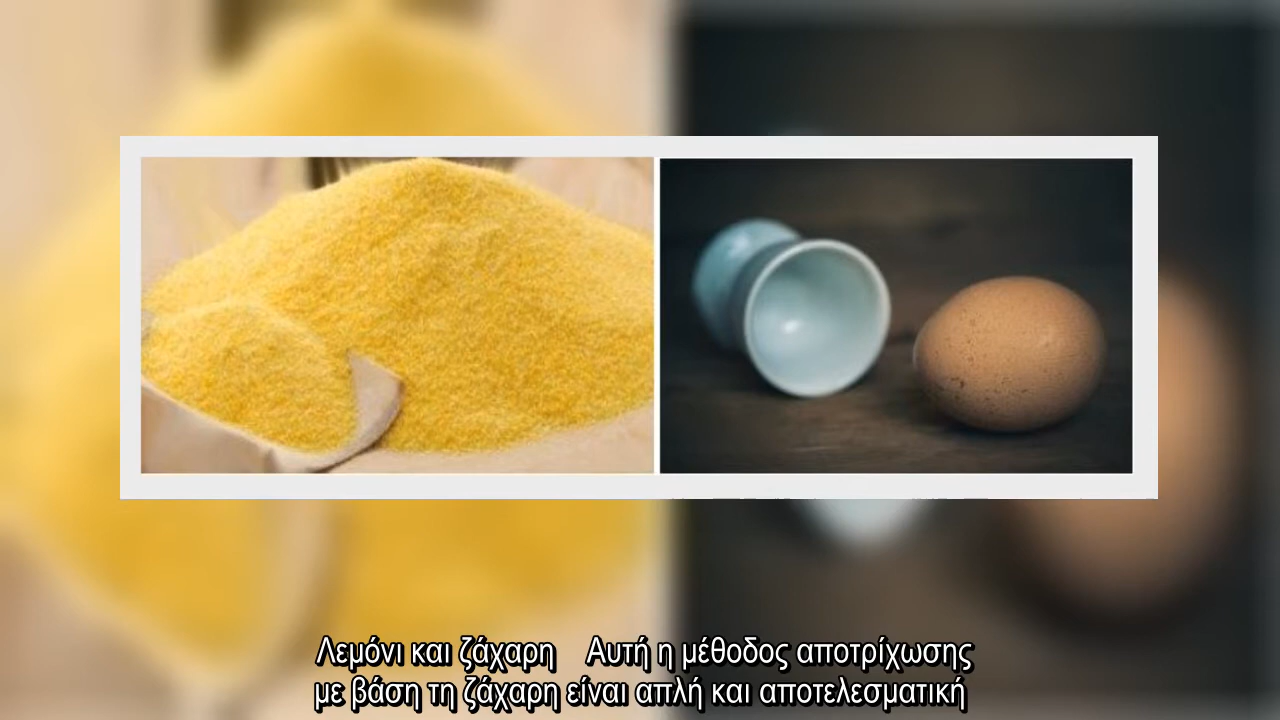 Λεμόνι και ζάχαρη    Αυτή η μέθοδος αποτρίχωσης
με βάση τη ζάχαρη είναι απλή και αποτελεσματική